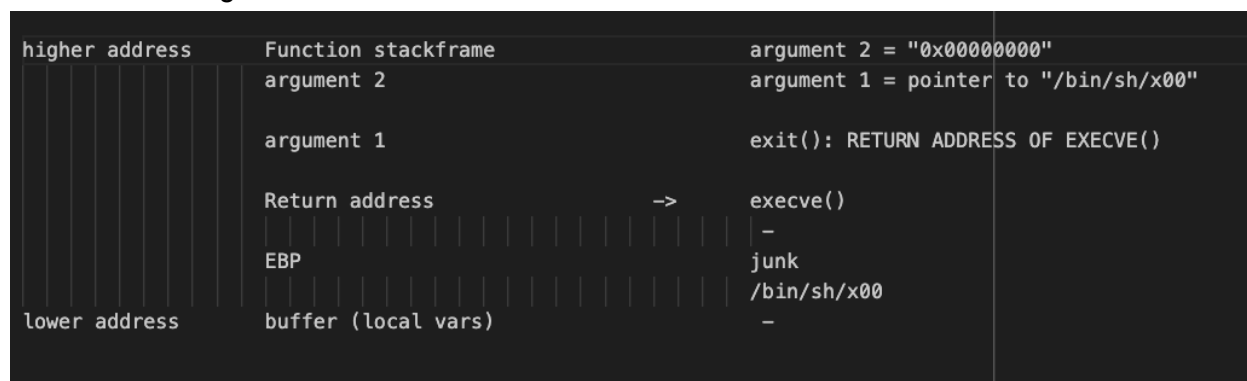 higher address Function stackframe argument 2 = "0x00000000"
argument 2 argument 1 = pointer to "/bin/sh/x00"
argument 1 exit(): RETURN ADDRESS OF EXECVE()
Return address -> execve()
-
EBP junk
/bin/sh/x00
lower address buffer (local vars) -